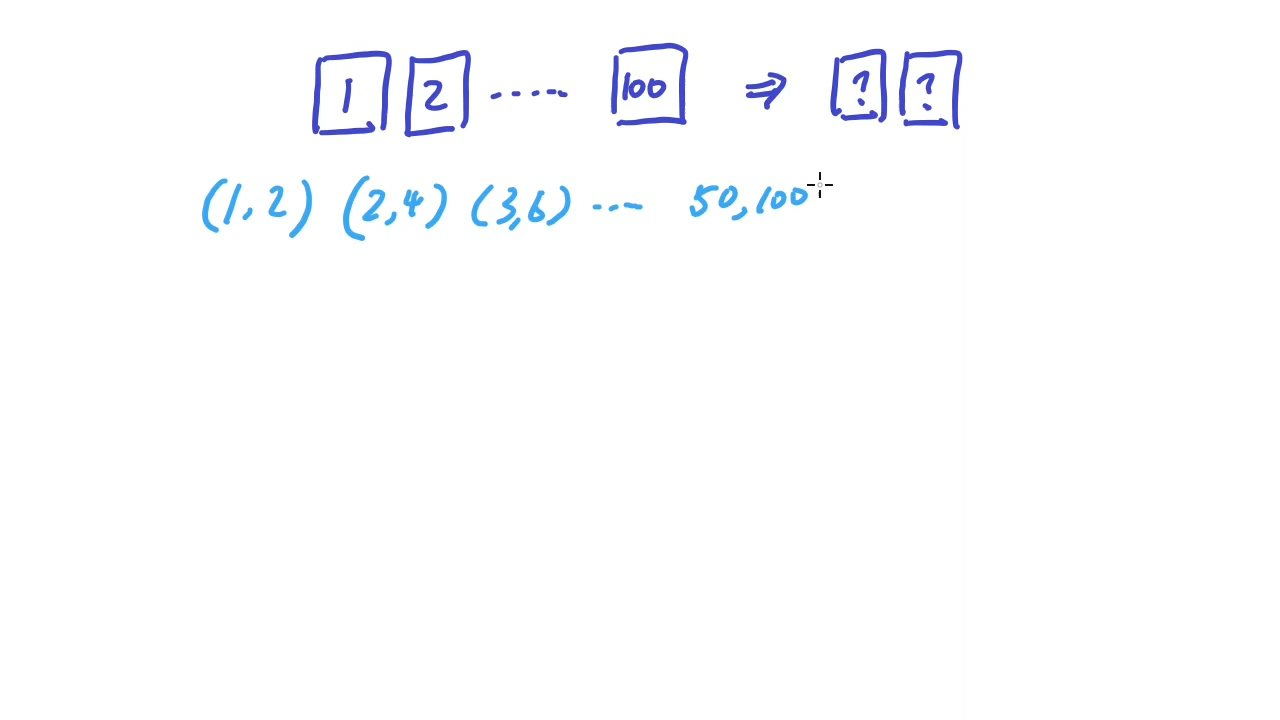 1 2 ..... 100 ⇒ ? ?
(1, 2) (2, 4) (3, 6) ... 50, 100